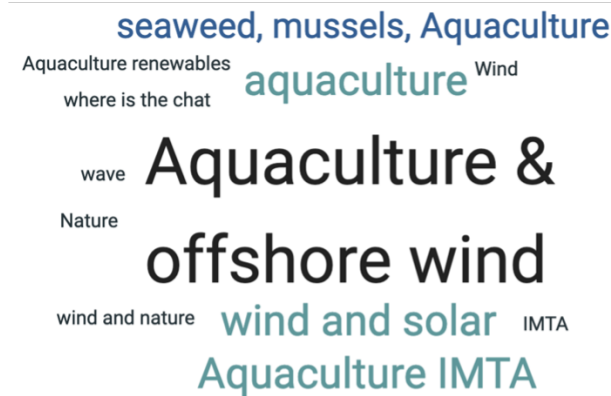 seaweed, mussels, Aquaculture
Aquaculture renewables
aquaculture
Wind
where is the chat
wave
Aquaculture &
Nature
offshore wind
wind and nature
wind and solar
IMTA
Aquaculture IMTA